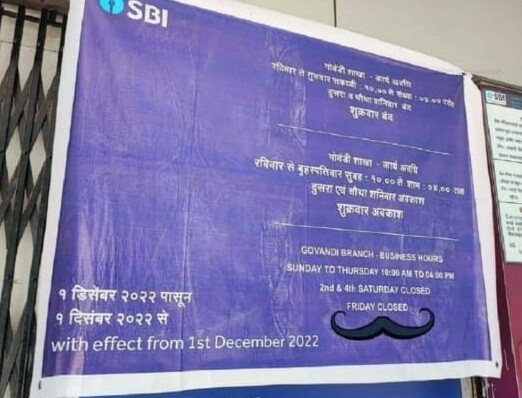 SBI
गोवंडी शाखा - कार्य अवधि
रविवार ते गुरुवार सकाळी : १०.०० ते संध्या : ०४.०० पर्यंत
दुसरा व चौथा शनिवार बंद
शुक्रवार बंद
गोवंडी शाखा - कार्य अवधि
रविवार से बृहस्पतिवार सुबह : १०.०० से शाम : ०४.०० तक
दुसरा एवं चौथा शनिवार अवकाश
शुक्रवार अवकाश
GOVANDI BRANCH - BUSINESS HOURS
SUNDAY TO THURSDAY 10:00 AM TO 04:00 PM
2nd & 4th SATURDAY CLOSED
FRIDAY CLOSED
१ डिसेंबर २०२२ पासून
१ दिसंबर २०२२ से
with effect from 1st December 2022
SBI